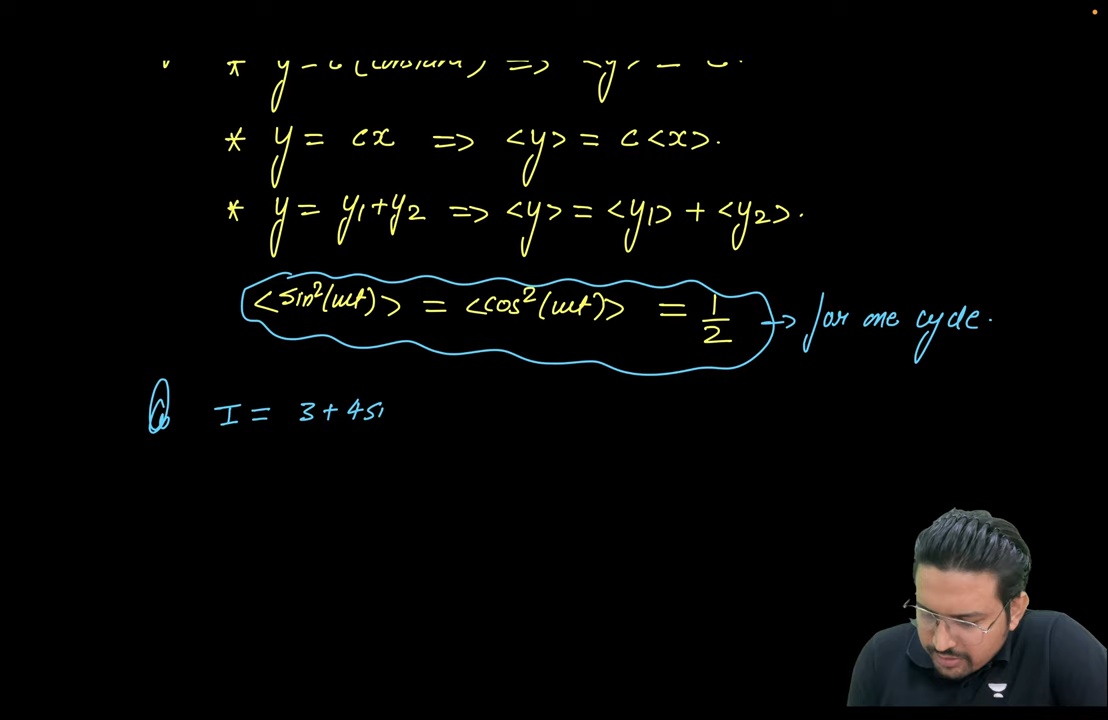 * y = cx => <y> = c<x>.
* y = y1+y2 => <y> = <y1> + <y2>.
<sin²(ωt)> = <cos²(ωt)> = 1/2 → for one cycle.
Q I = 3 + 4si